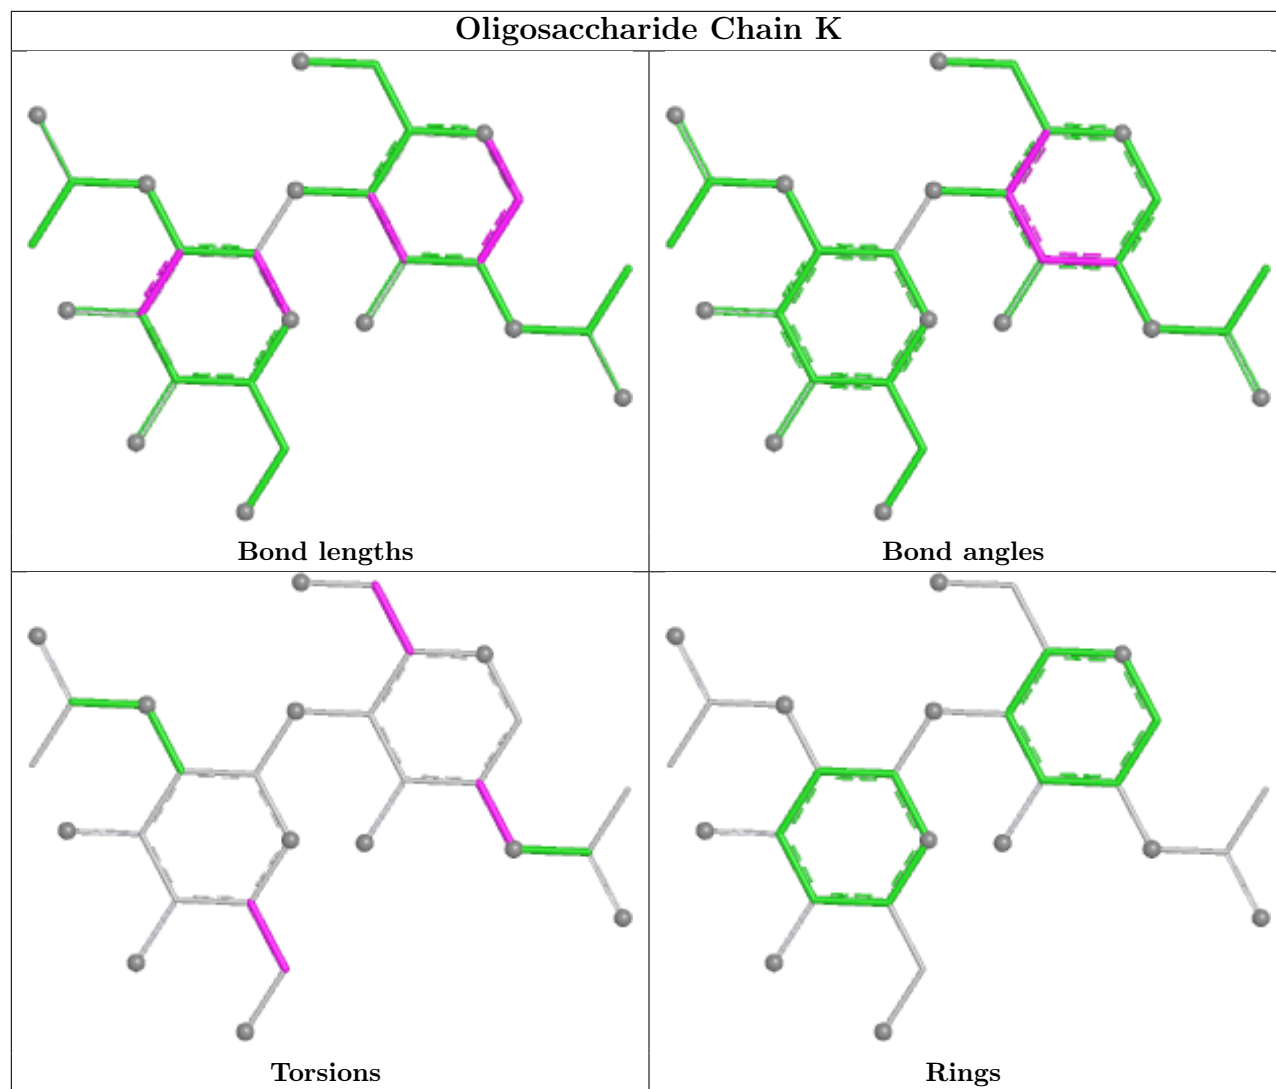 Oligosaccharide Chain K
Bond lengths
Bond angles
Torsions
Rings